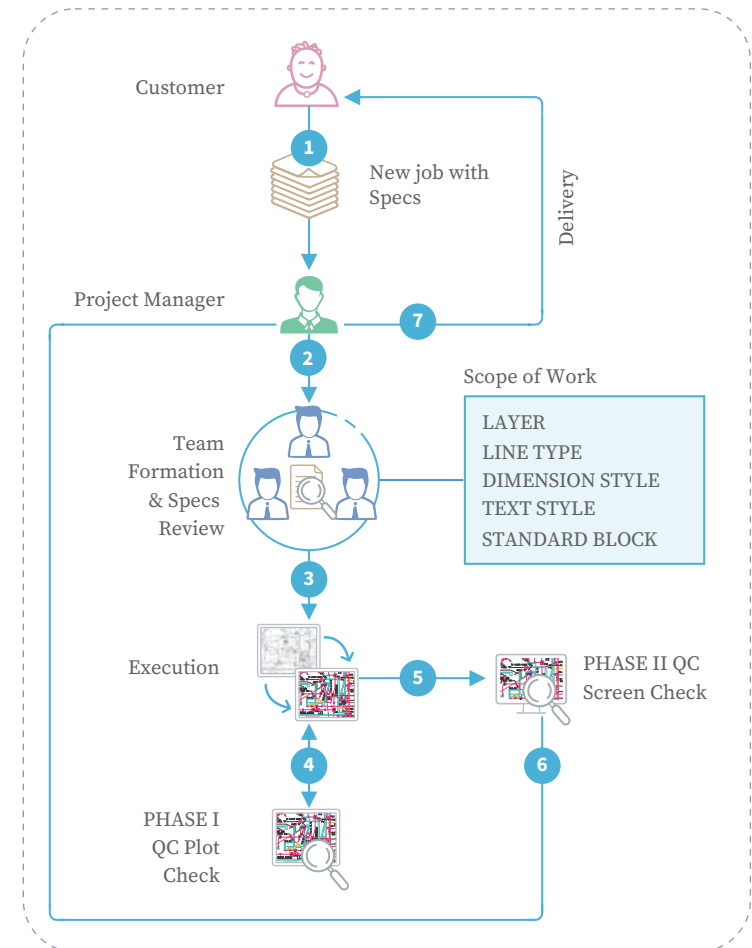 Customer
1
New job with
Specs
Delivery
Project Manager
7
2
Scope of Work
LAYER
LINE TYPE
DIMENSION STYLE
TEXT STYLE
STANDARD BLOCK
Team
Formation
& Specs
Review
3
Execution
5
PHASE II QC
Screen Check
4
6
PHASE I
QC Plot
Check